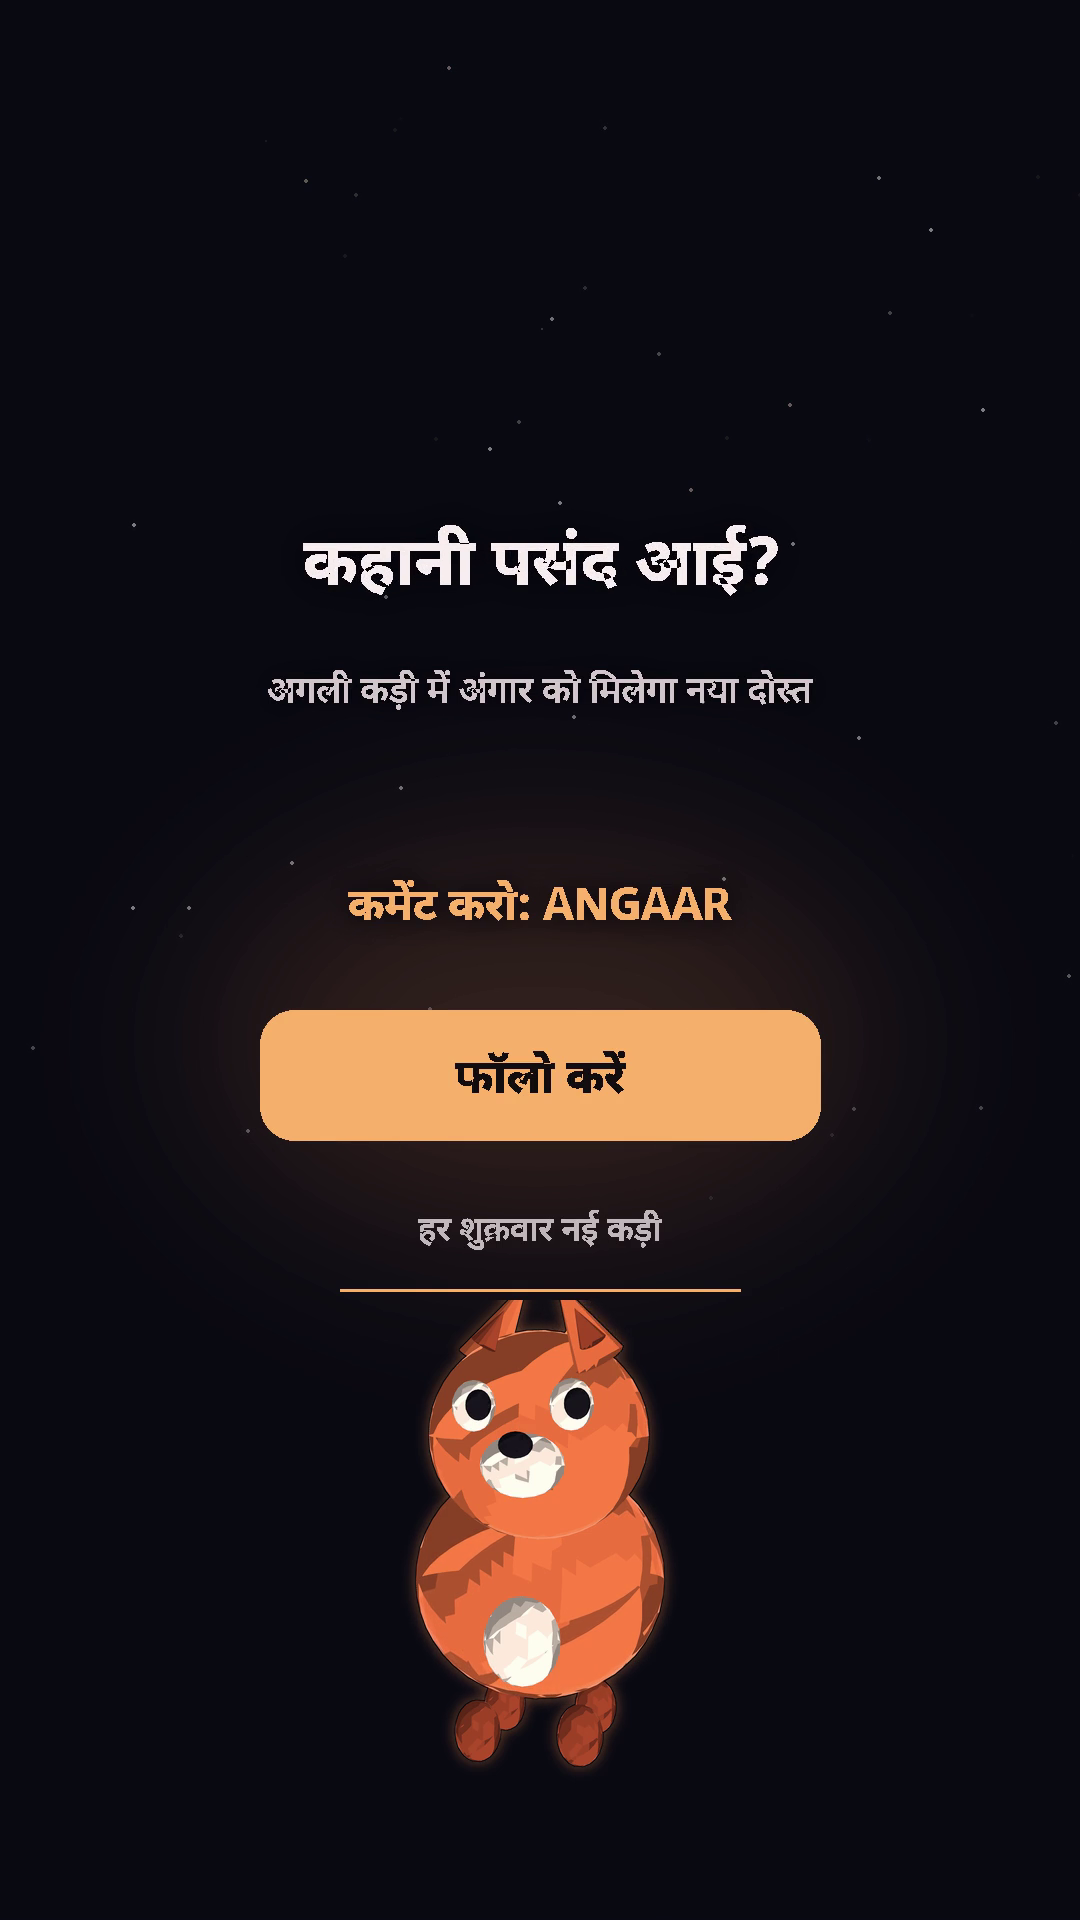 कहानी पसंद आई?
अगली कड़ी में अंगार को मिलेगा नया दोस्त
कमेंट करो: ANGAAR
फॉलो करें
हर शुक्रवार नई कड़ी